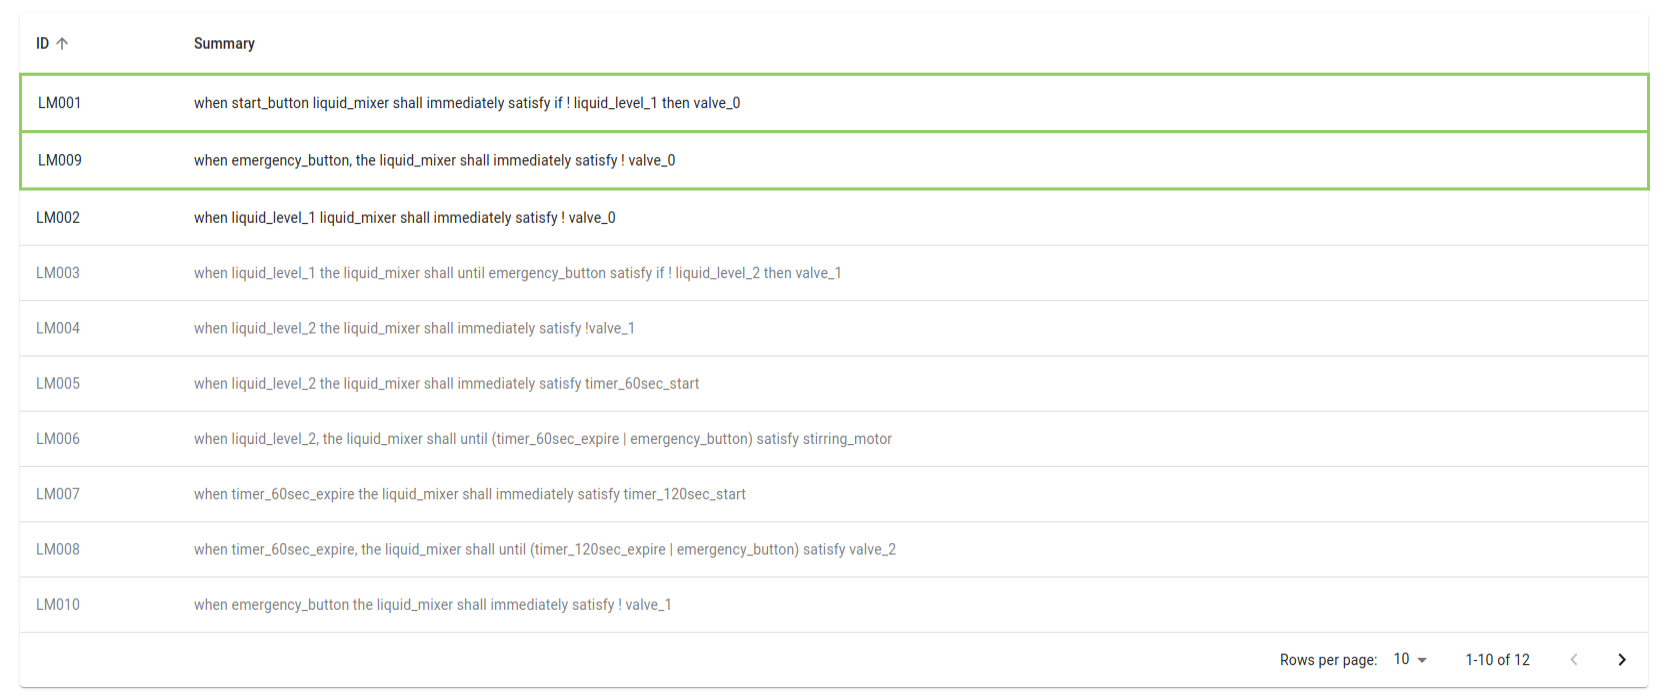 ID Summary
LM001 when start_button liquid_mixer shall immediately satisfy if ! liquid_level_1 then valve_0
LM009 when emergency_button, the liquid_mixer shall immediately satisfy ! valve_0
LM002 when liquid_level_1 liquid_mixer shall immediately satisfy ! valve_0
LM003 when liquid_level_1 the liquid_mixer shall until emergency_button satisfy if ! liquid_level_2 then valve_1
LM004 when liquid_level_2 the liquid_mixer shall immediately satisfy !valve_1
LM005 when liquid_level_2 the liquid_mixer shall immediately satisfy timer_60sec_start
LM006 when liquid_level_2, the liquid_mixer shall until (timer_60sec_expire | emergency_button) satisfy stirring_motor
LM007 when timer_60sec_expire the liquid_mixer shall immediately satisfy timer_120sec_start
LM008 when timer_60sec_expire, the liquid_mixer shall until (timer_120sec_expire | emergency_button) satisfy valve_2
LM010 when emergency_button the liquid_mixer shall immediately satisfy ! valve_1
Rows per page: 10 1-10 of 12